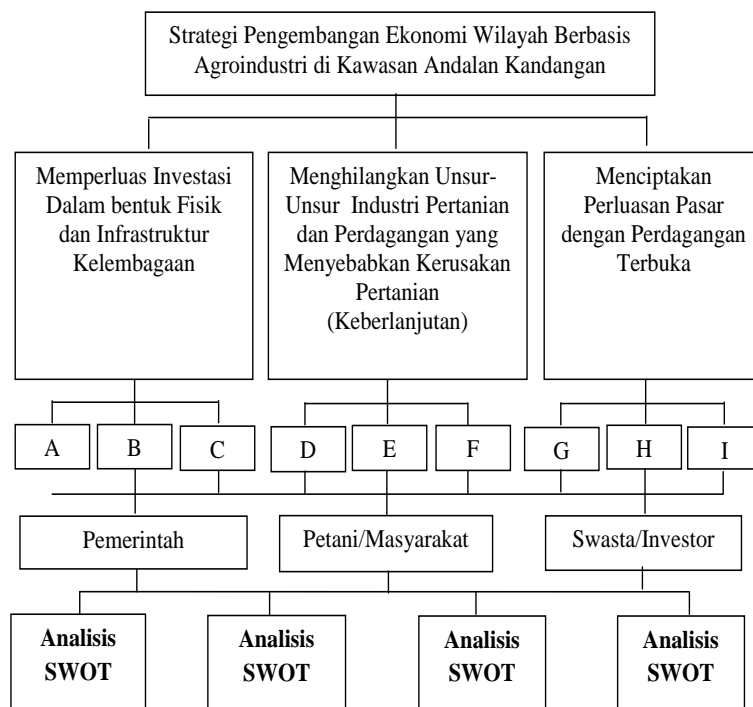 Strategi Pengembangan Ekonomi Wilayah Berbasis
Agroindustri di Kawasan Andalan Kandangan
Memperluas Investasi
Dalam bentuk Fisik
dan Infrastruktur
Kelembagaan
Menghilangkan Unsur-
Unsur Industri Pertanian
dan Perdagangan yang
Menyebabkan Kerusakan
Pertanian
(Keberlanjutan)
Menciptakan
Perluasan Pasar
dengan Perdagangan
Terbuka
A
B
C
D
E
F
G
H
I
Pemerintah
Petani/Masyarakat
Swasta/Investor
Analisis
SWOT
Analisis
SWOT
Analisis
SWOT
Analisis
SWOT